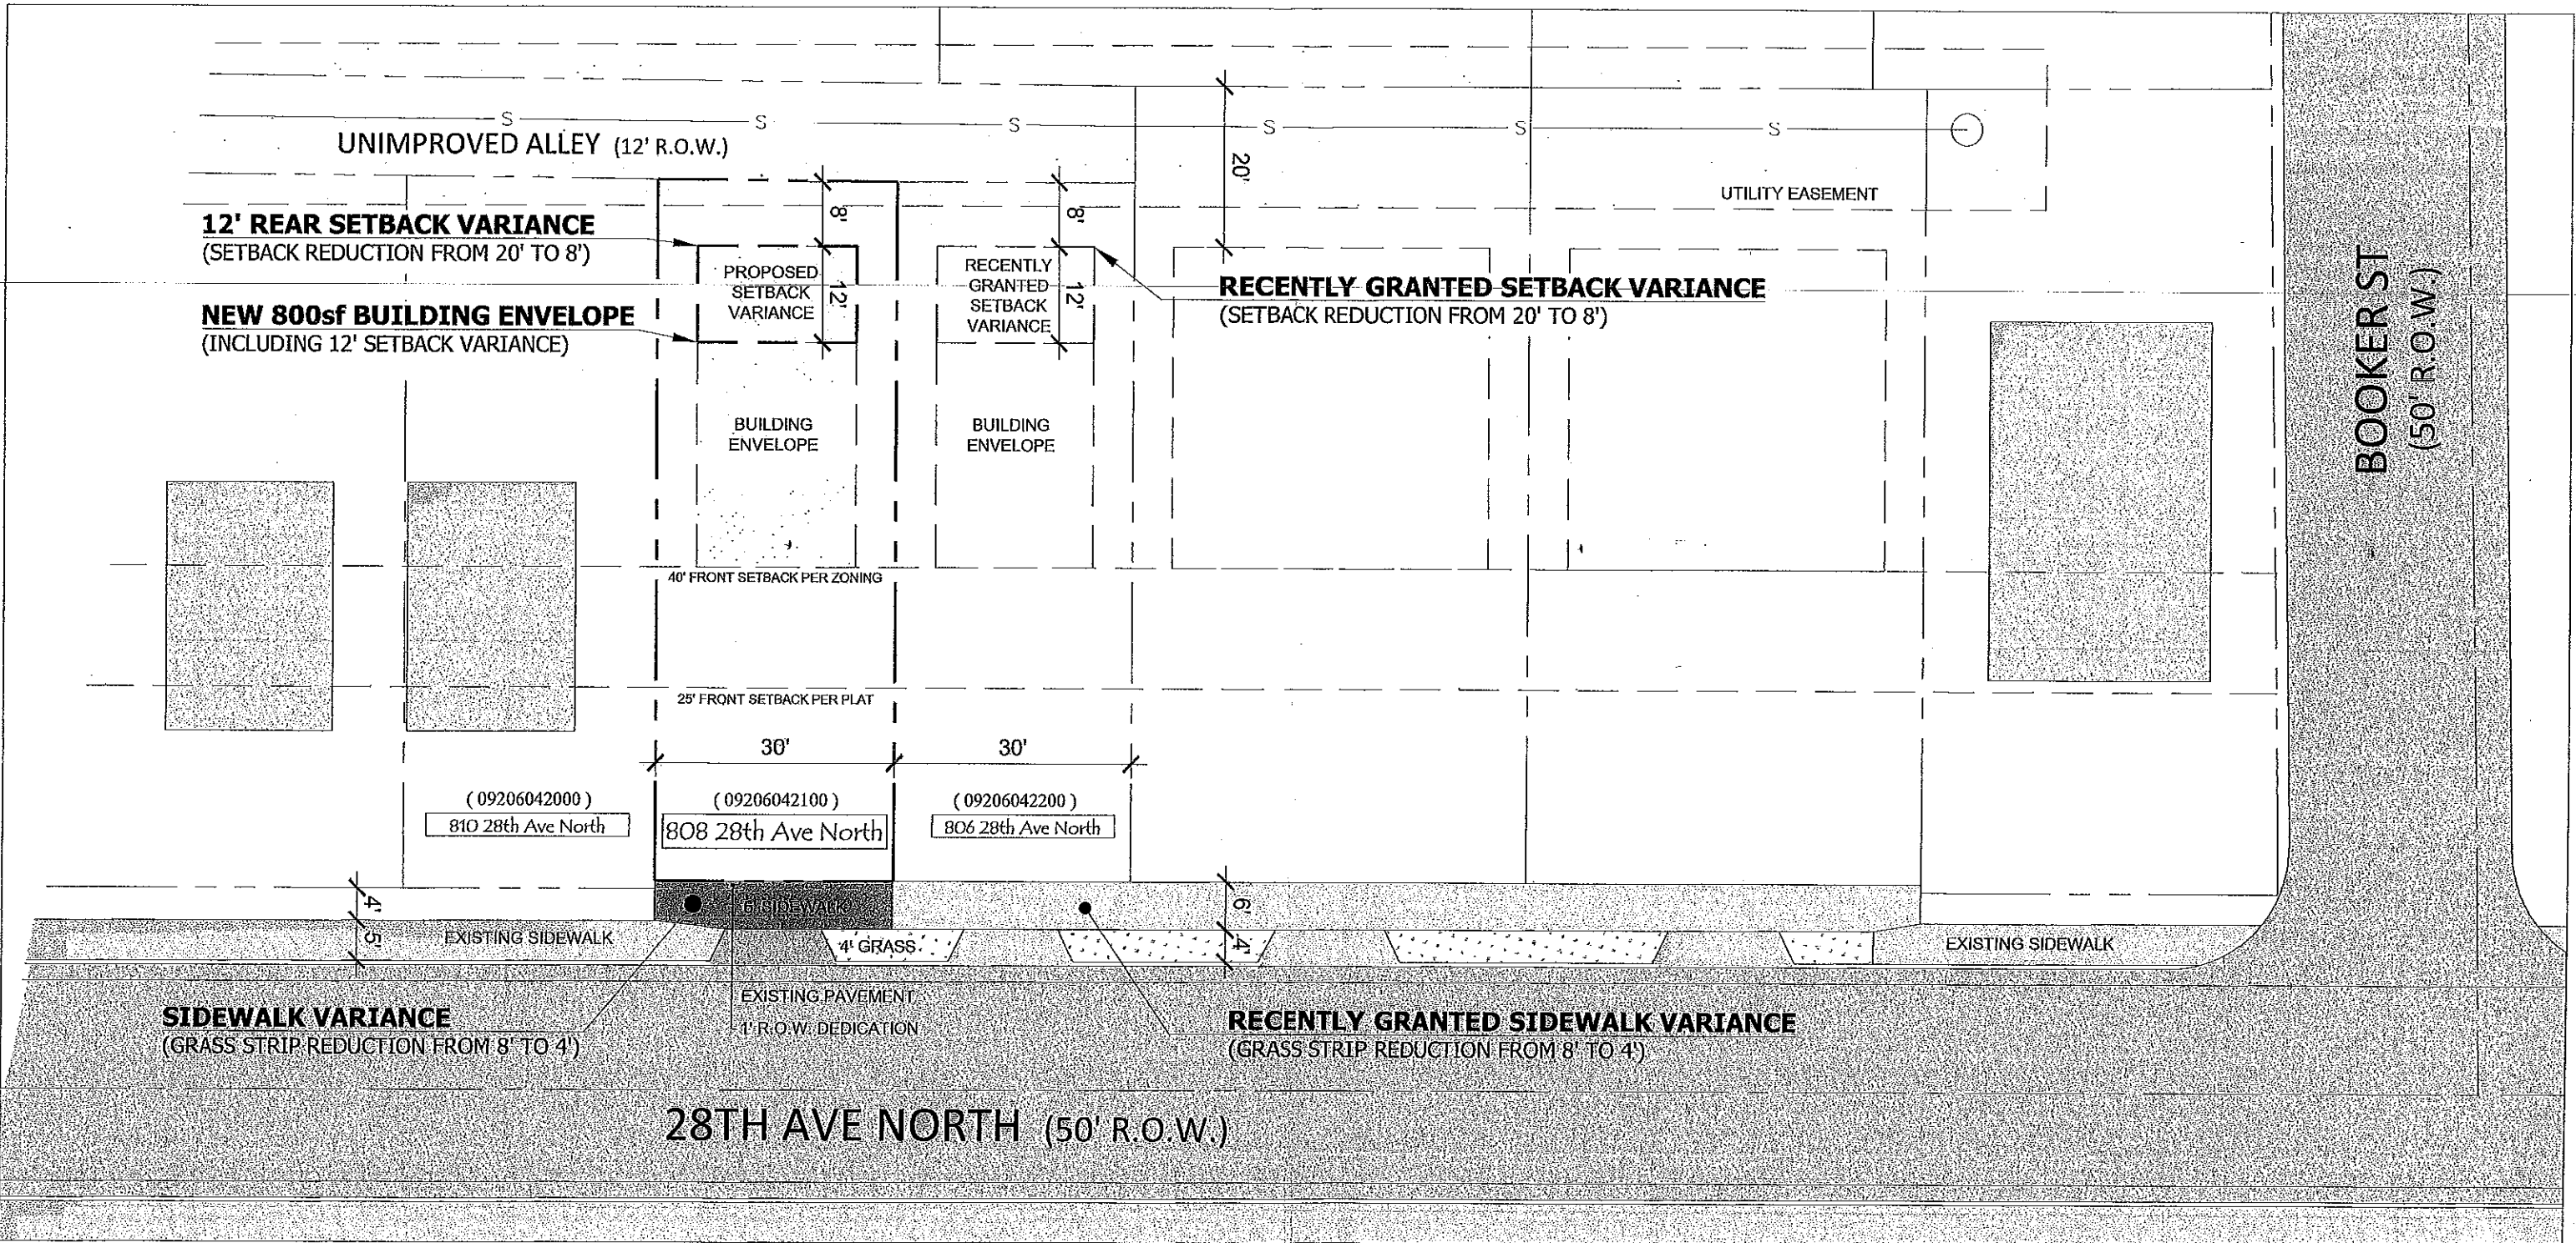 S S S S S S
UNIMPROVED ALLEY (12' R.O.W.)
20'
UTILITY EASEMENT
8'
8'
12' REAR SETBACK VARIANCE
(SETBACK REDUCTION FROM 20' TO 8')
PROPOSED
SETBACK
VARIANCE
12'
RECENTLY
GRANTED
SETBACK
VARIANCE
12'
RECENTLY GRANTED SETBACK VARIANCE
(SETBACK REDUCTION FROM 20' TO 8')
NEW 800sf BUILDING ENVELOPE
(INCLUDING 12' SETBACK VARIANCE)
BOOKER ST
(50' R.O.W.)
BUILDING
ENVELOPE
BUILDING
ENVELOPE
40' FRONT SETBACK PER ZONING
25' FRONT SETBACK PER PLAT
30'
30'
( 09206042000 )
810 28th Ave North
( 09206042100 )
808 28th Ave North
( 09206042200 )
806 28th Ave North
4'
5'
6' SIDEWALK
6'
4'
EXISTING SIDEWALK
4' GRASS
EXISTING SIDEWALK
EXISTING PAVEMENT
1' R.O.W. DEDICATION
SIDEWALK VARIANCE
(GRASS STRIP REDUCTION FROM 8' TO 4')
RECENTLY GRANTED SIDEWALK VARIANCE
(GRASS STRIP REDUCTION FROM 8' TO 4')
28TH AVE NORTH (50' R.O.W.)